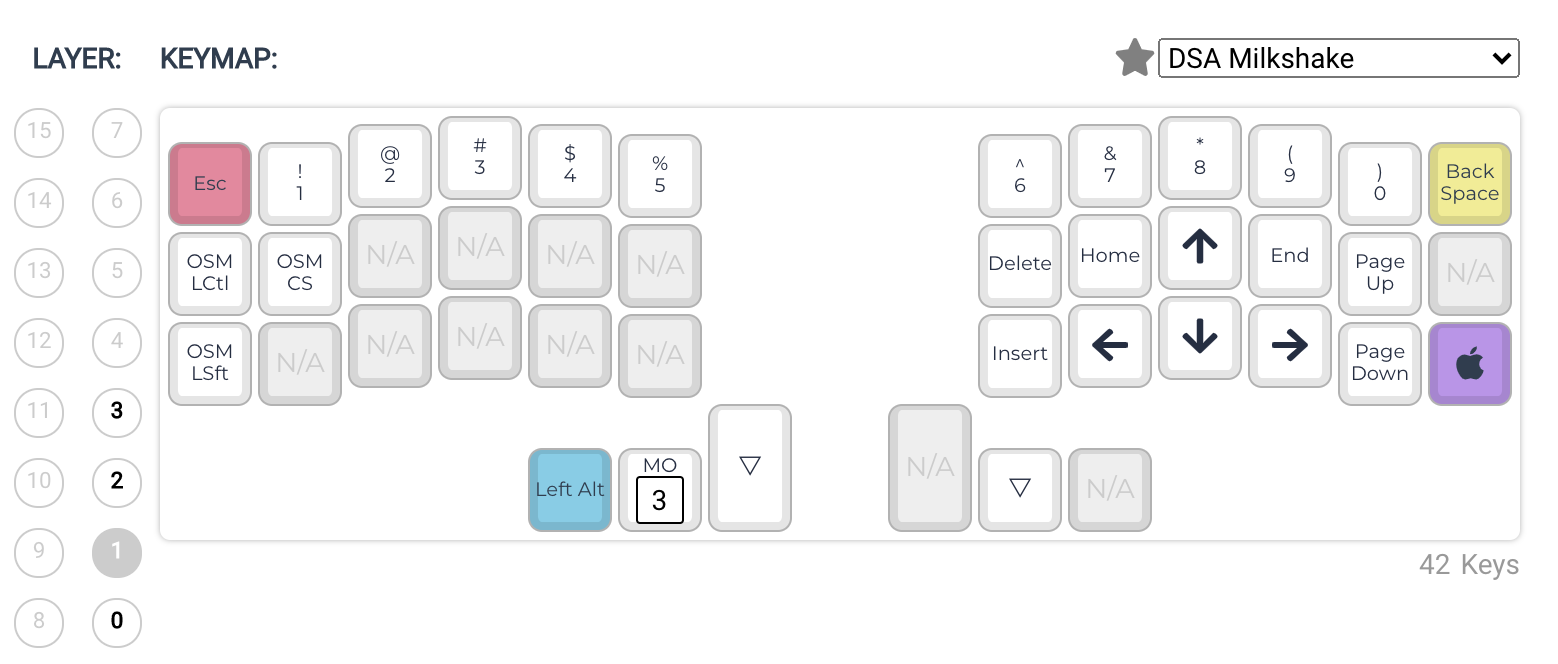 LAYER: KEYMAP: DSA Milkshake
15 7
14 6
13 5
12 4
11 3
10 2
9 1
8 0
Esc
!
1
@
2
#
3
$
4
%
5
^
6
&
7
*
8
(
9
)
0
Back
Space
OSM
LCtl
OSM
CS
N/A
N/A
N/A
N/A
Delete
Home
End
Page
Up
N/A
OSM
LSft
N/A
N/A
N/A
N/A
N/A
Insert
Page
Down
Left Alt
MO
3
N/A
N/A
42 Keys